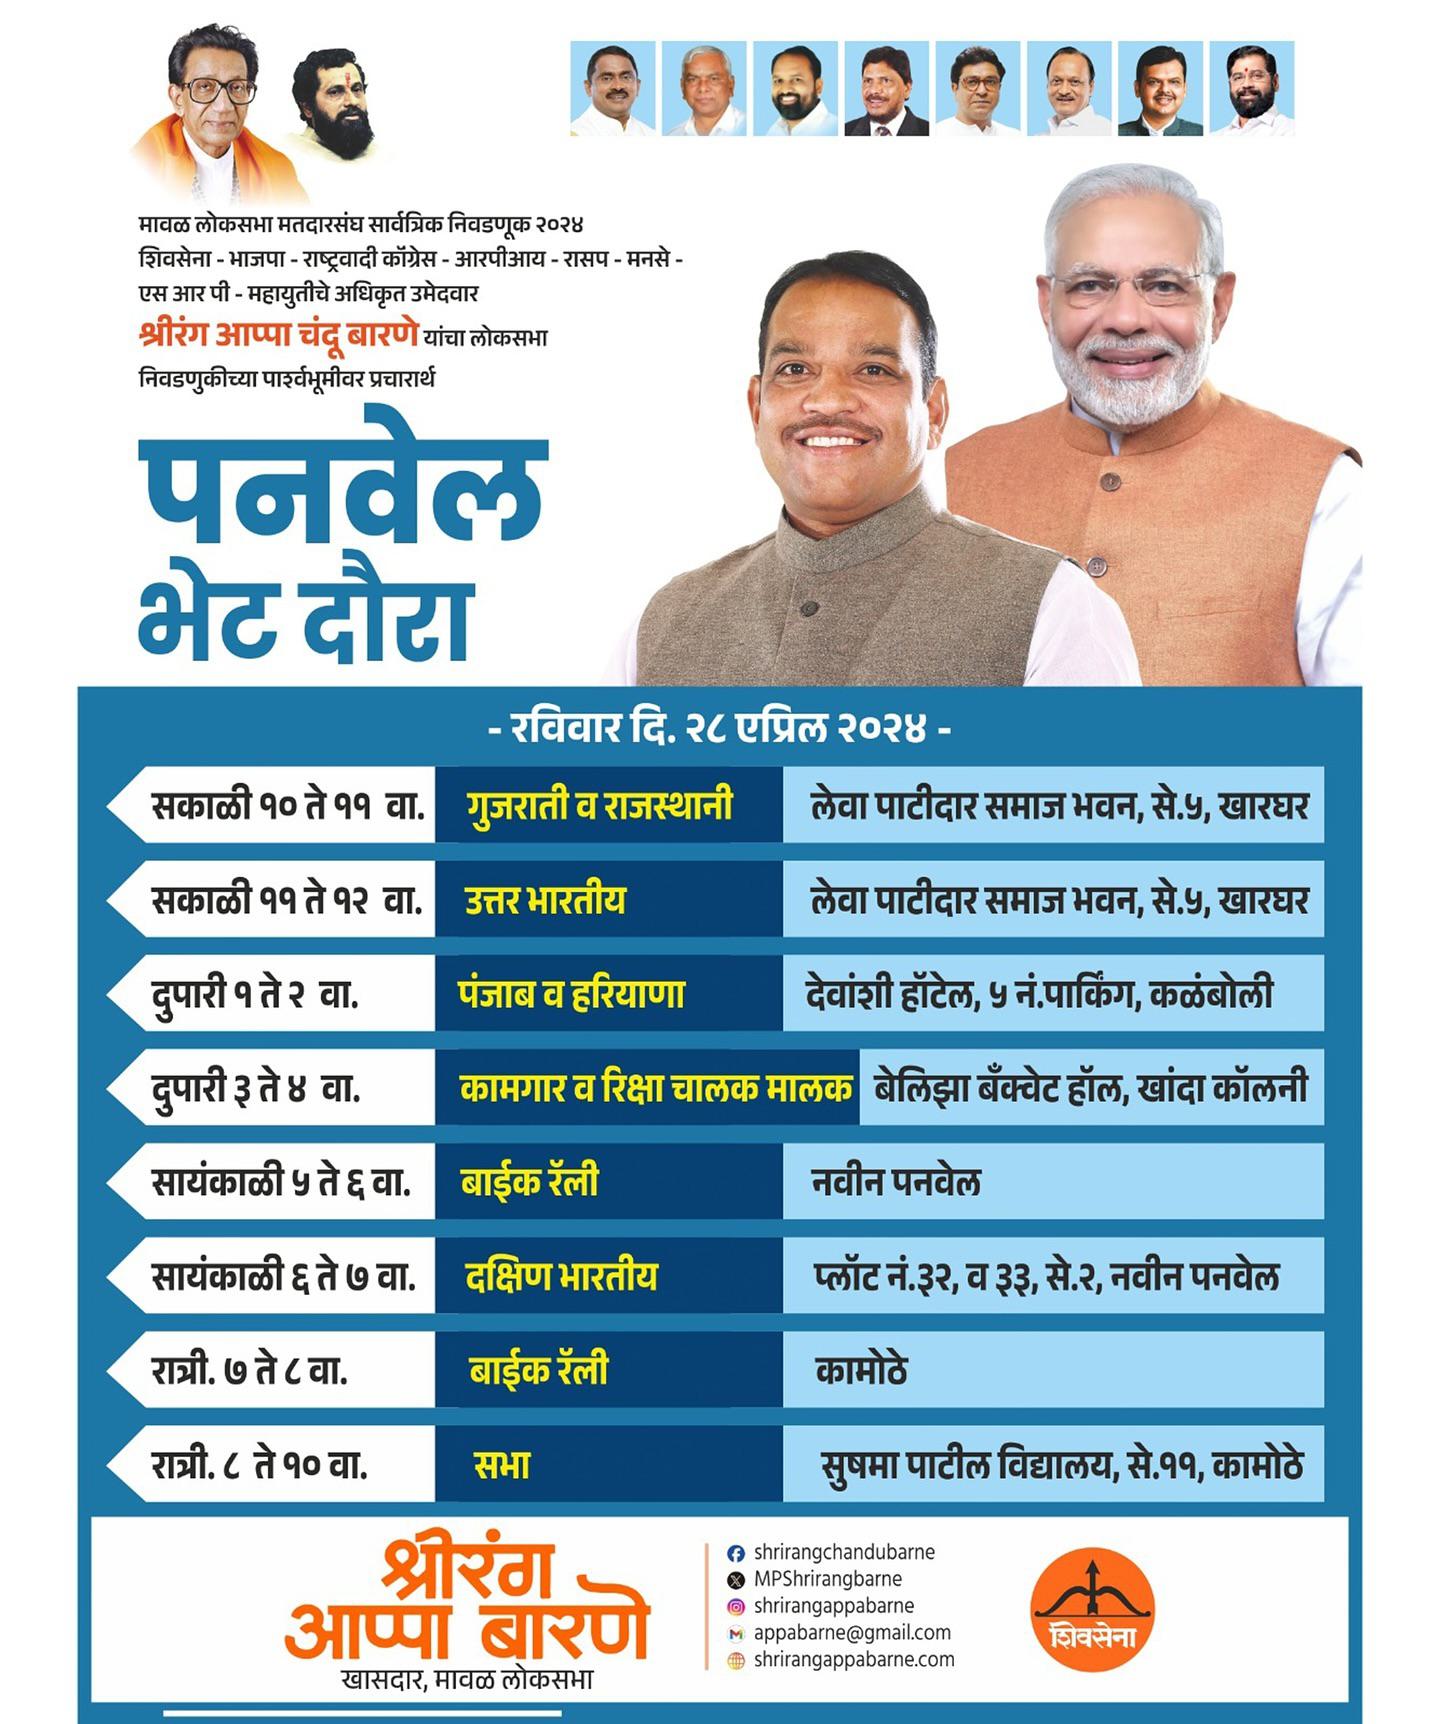 मावळ लोकसभा मतदारसंघ सार्वत्रिक निवडणूक २०२४
शिवसेना - भाजपा - राष्ट्रवादी काँग्रेस - आरपीआय - रासप - मनसे -
एस आर पी - महायुतीचे अधिकृत उमेदवार
श्रीरंग आप्पा चंदू बारणे यांचा लोकसभा
निवडणुकीच्या पार्श्वभूमीवर प्रचारार्थ
पनवेल
भेट दौरा
- रविवार दि. २८ एप्रिल २०२४ -
सकाळी १० ते ११ वा. गुजराती व राजस्थानी लेवा पाटीदार समाज भवन, से.५, खारघर
सकाळी ११ ते १२ वा. उत्तर भारतीय लेवा पाटीदार समाज भवन, से.५, खारघर
दुपारी १ ते २ वा. पंजाब व हरियाणा देवांशी हॉटेल, ५ नं.पार्किंग, कळंबोली
दुपारी ३ ते ४ वा. कामगार व रिक्षा चालक मालक बेलिझा बँक्वेट हॉल, खांदा कॉलनी
सायंकाळी ५ ते ६ वा. बाईक रॅली नवीन पनवेल
सायंकाळी ६ ते ७ वा. दक्षिण भारतीय प्लॉट नं.३२, व ३३, से.२, नवीन पनवेल
रात्री. ७ ते ८ वा. बाईक रॅली कामोठे
रात्री. ८ ते १० वा. सभा सुषमा पाटील विद्यालय, से.११, कामोठे
श्रीरंग
आप्पा बारणे
खासदार, मावळ लोकसभा
shrirangchandubarne
MPShrirangbarne
shrirangappabarne
appabarne@gmail.com
shrirangappabarne.com
शिवसेना